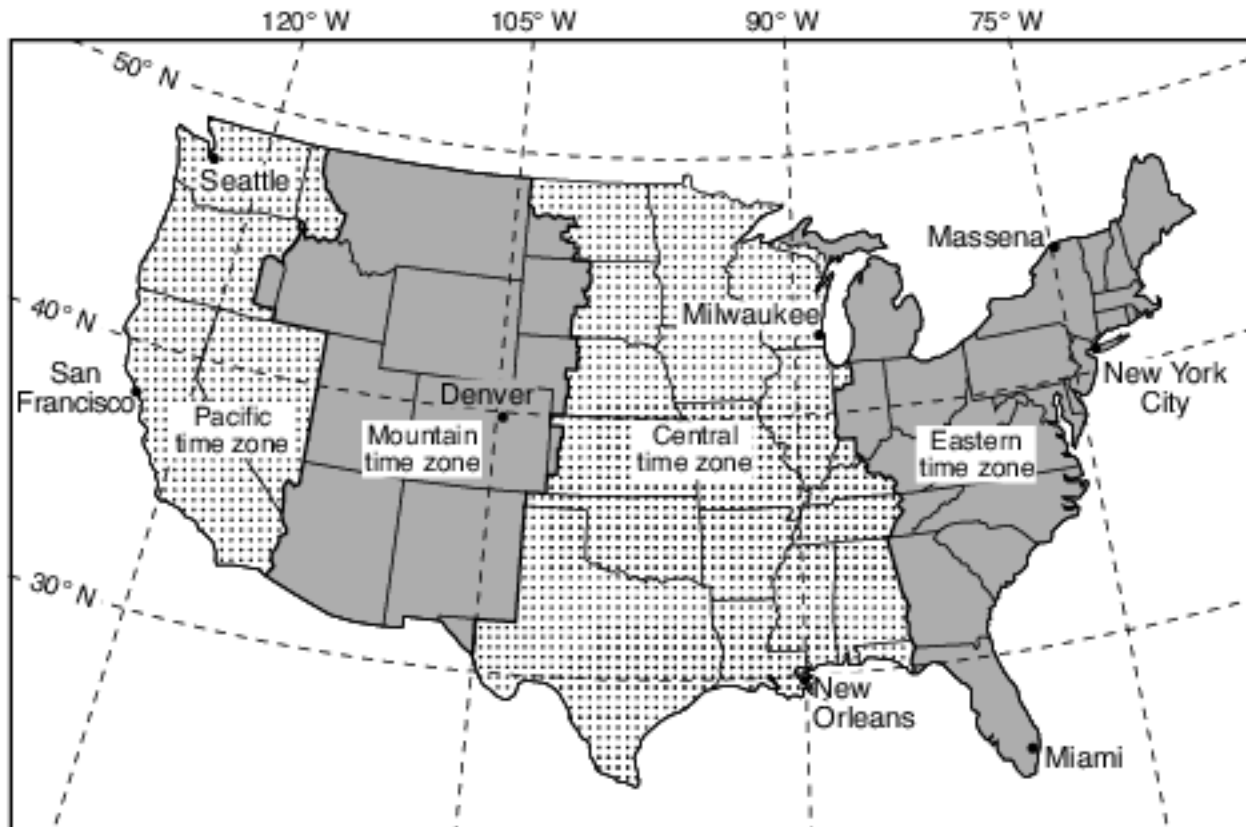 120° W
105° W
90° W
75° W
50° N
Seattle
Massena
40° N
Milwaukee
San
Francisco
New York
City
Denver
Pacific
time zone
Mountain
time zone
Central
time zone
Eastern
time zone
30° N
New
Orleans
Miami